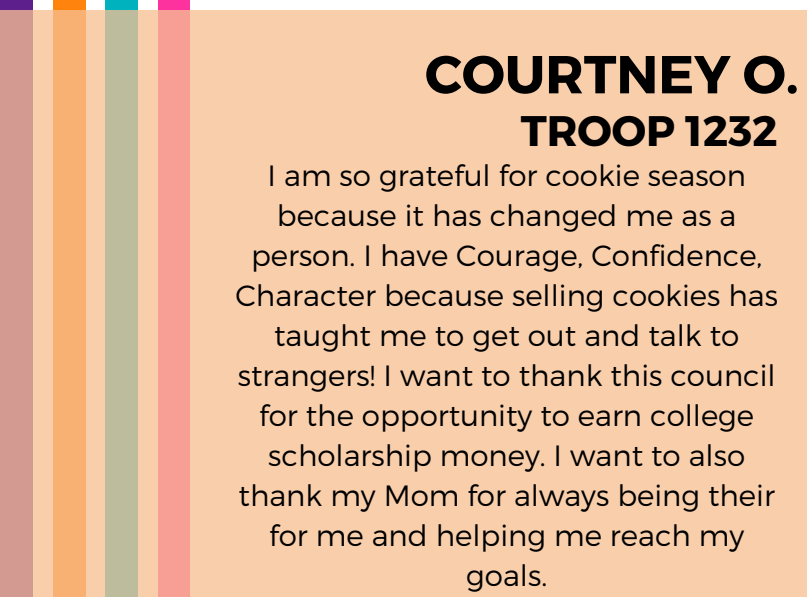 COURTNEY O.
TROOP 1232
I am so grateful for cookie season
because it has changed me as a
person. I have Courage, Confidence,
Character because selling cookies has
taught me to get out and talk to
strangers! I want to thank this council
for the opportunity to earn college
scholarship money. I want to also
thank my Mom for always being their
for me and helping me reach my
goals.